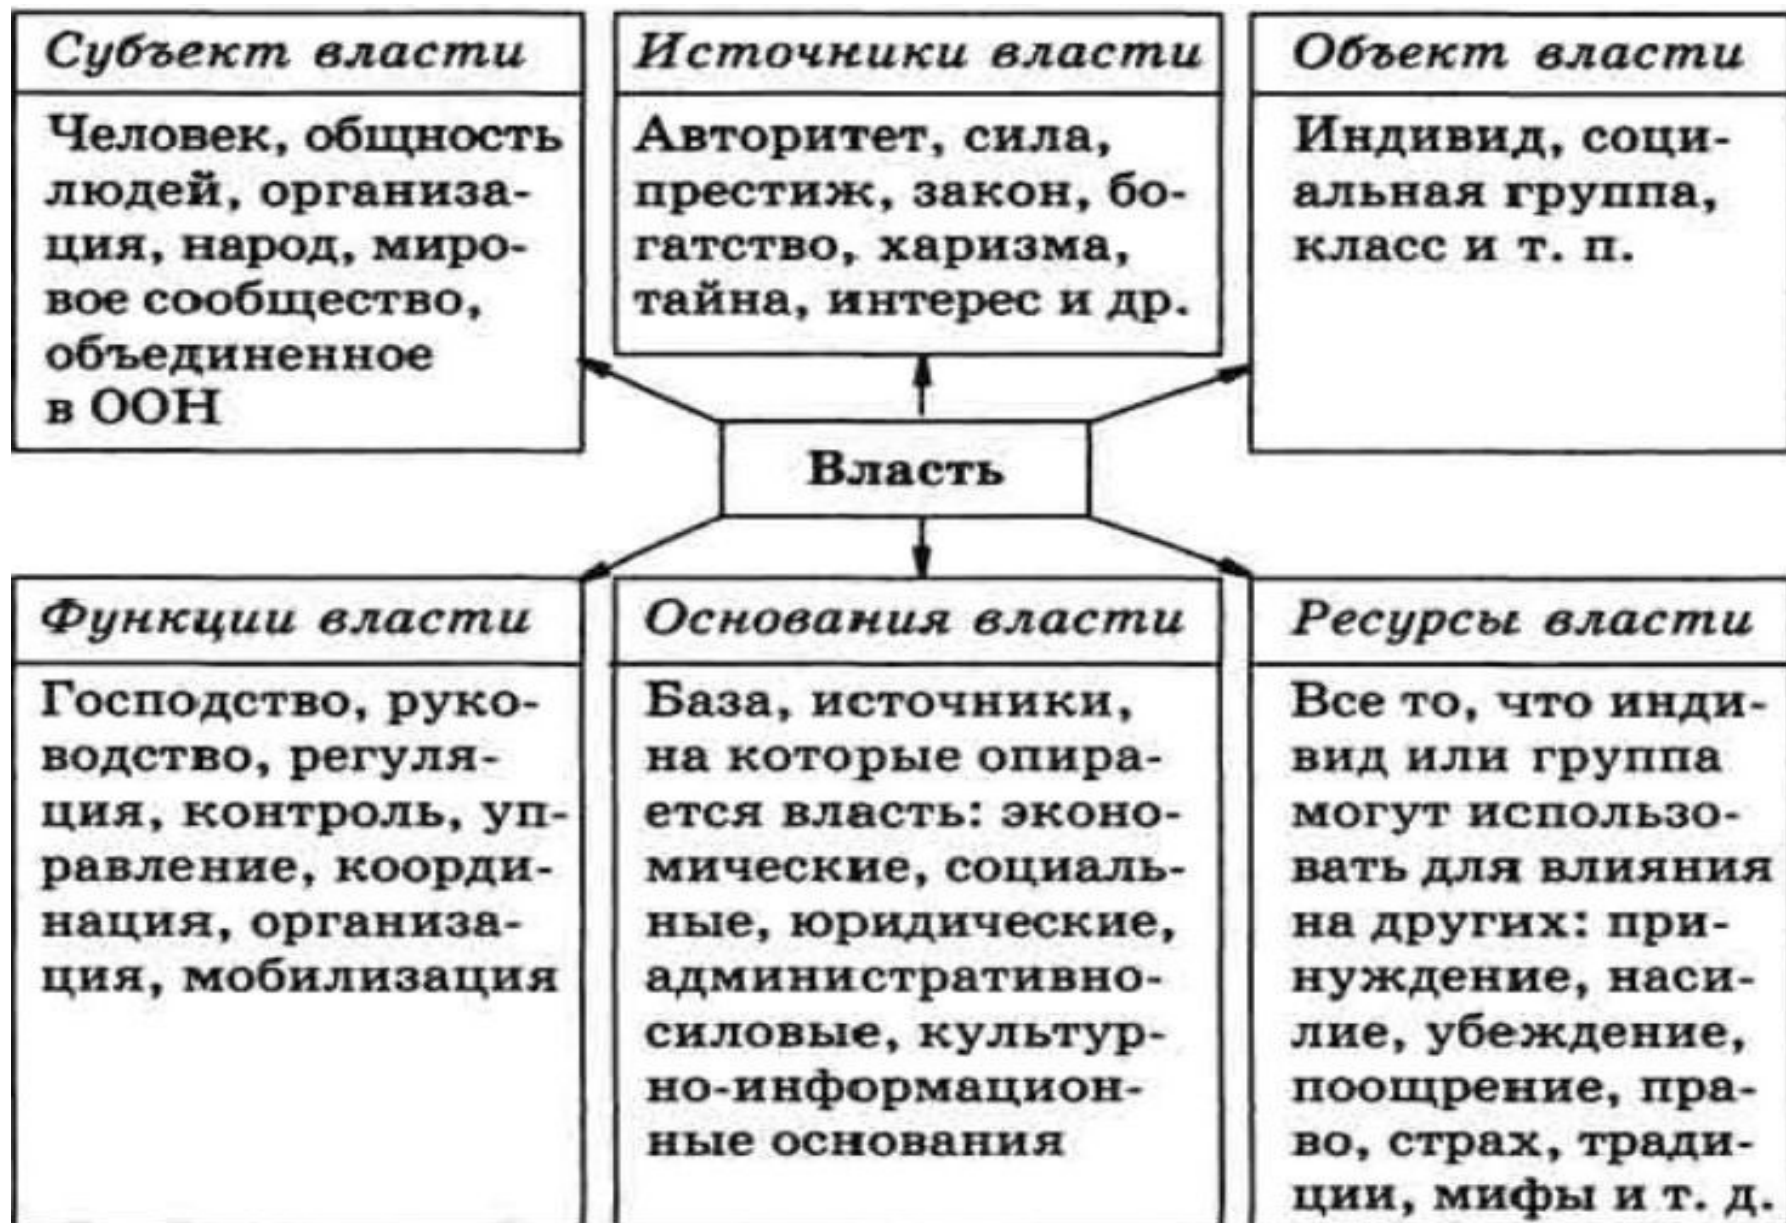 Субъект власти
Человек, общность
людей, организа-
ция, народ, миро-
вое сообщество,
объединенное
в ООН
Источники власти
Авторитет, сила,
престиж, закон, бо-
гатство, харизма,
тайна, интерес и др.
Объект власти
Индивид, соци-
альная группа,
класс и т. п.
Власть
Функции власти
Господство, руко-
водство, регуля-
ция, контроль, уп-
равление, коорди-
нация, организа-
ция, мобилизация
Основания власти
База, источники,
на которые опира-
ется власть: эконо-
мические, социаль-
ные, юридические,
административно-
силовые, культур-
но-информацион-
ные основания
Ресурсы власти
Все то, что инди-
вид или группа
могут использо-
вать для влияния
на других: при-
нуждение, наси-
лие, убеждение,
поощрение, пра-
во, страх, тради-
ции, мифы и т. д.